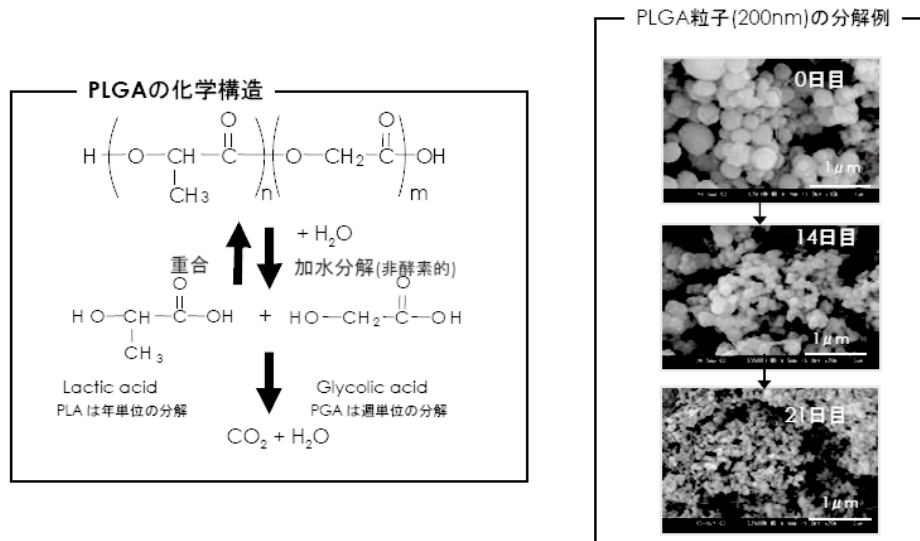 PLGAの化学構造
H
O
CH
C
O
CH3
n
O
CH2
C
O
OH
m
重合
+ H2O
加水分解(非酵素的)
H O
CH
C
O
OH
CH3
+
HO
CH2
C
O
OH
Lactic acid
PLA は年単位の分解
Glycolic acid
PGA は週単位の分解
CO2 + H2O
PLGA粒子(200nm)の分解例
0日目
1μm
14日目
1μm
21日目
1μm